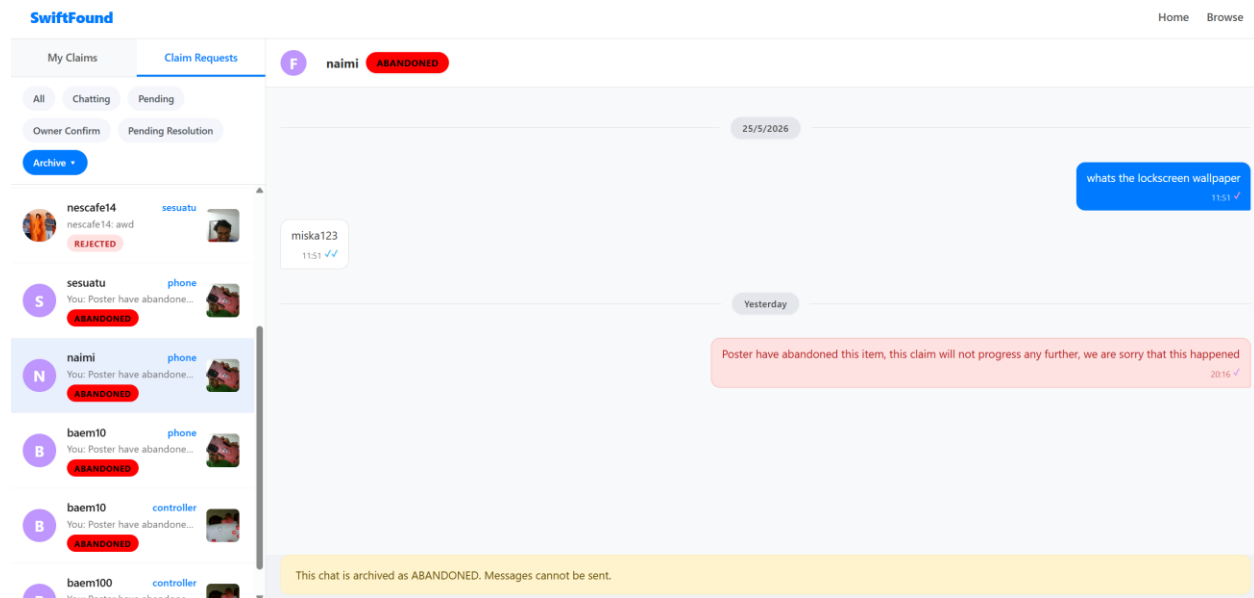 SwiftFound
Home Browse
My Claims Claim Requests
All Chatting Pending
Owner Confirm Pending Resolution
Archive
nescafe14 sesuatu
nescafe14: awd
REJECTED
S
sesuatu phone
You: Poster have abandone...
ABANDONED
N
naimi phone
You: Poster have abandone...
ABANDONED
B
baem10 phone
You: Poster have abandone...
ABANDONED
B
baem10 controller
You: Poster have abandone...
ABANDONED
baem100 controller
F naimi ABANDONED
25/5/2026
whats the lockscreen wallpaper
11:51
miska123
11:51
Yesterday
Poster have abandoned this item, this claim will not progress any further, we are sorry that this happened
20:16
This chat is archived as ABANDONED. Messages cannot be sent.